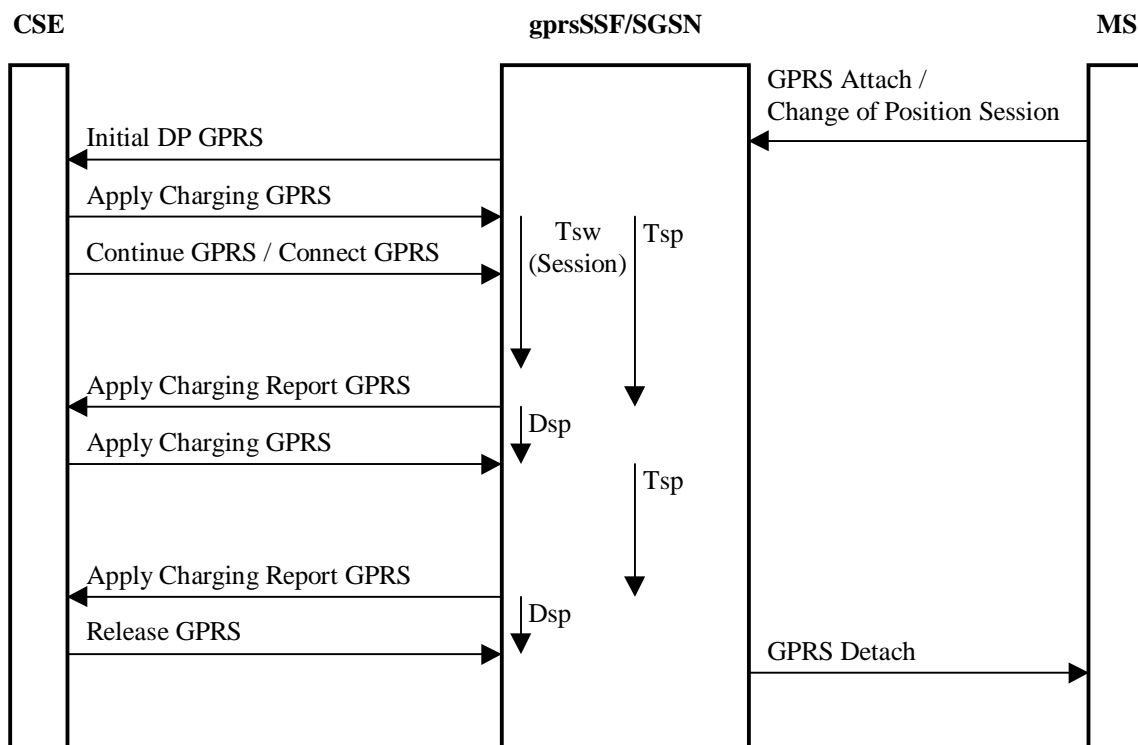 CSE
gprsSSF/SGSN
MS
GPRS Attach /
Change of Position Session
Initial DP GPRS
Apply Charging GPRS
Tsw
(Session)
Tsp
Continue GPRS / Connect GPRS
Apply Charging Report GPRS
Dsp
Apply Charging GPRS
Tsp
Apply Charging Report GPRS
Dsp
Release GPRS
GPRS Detach